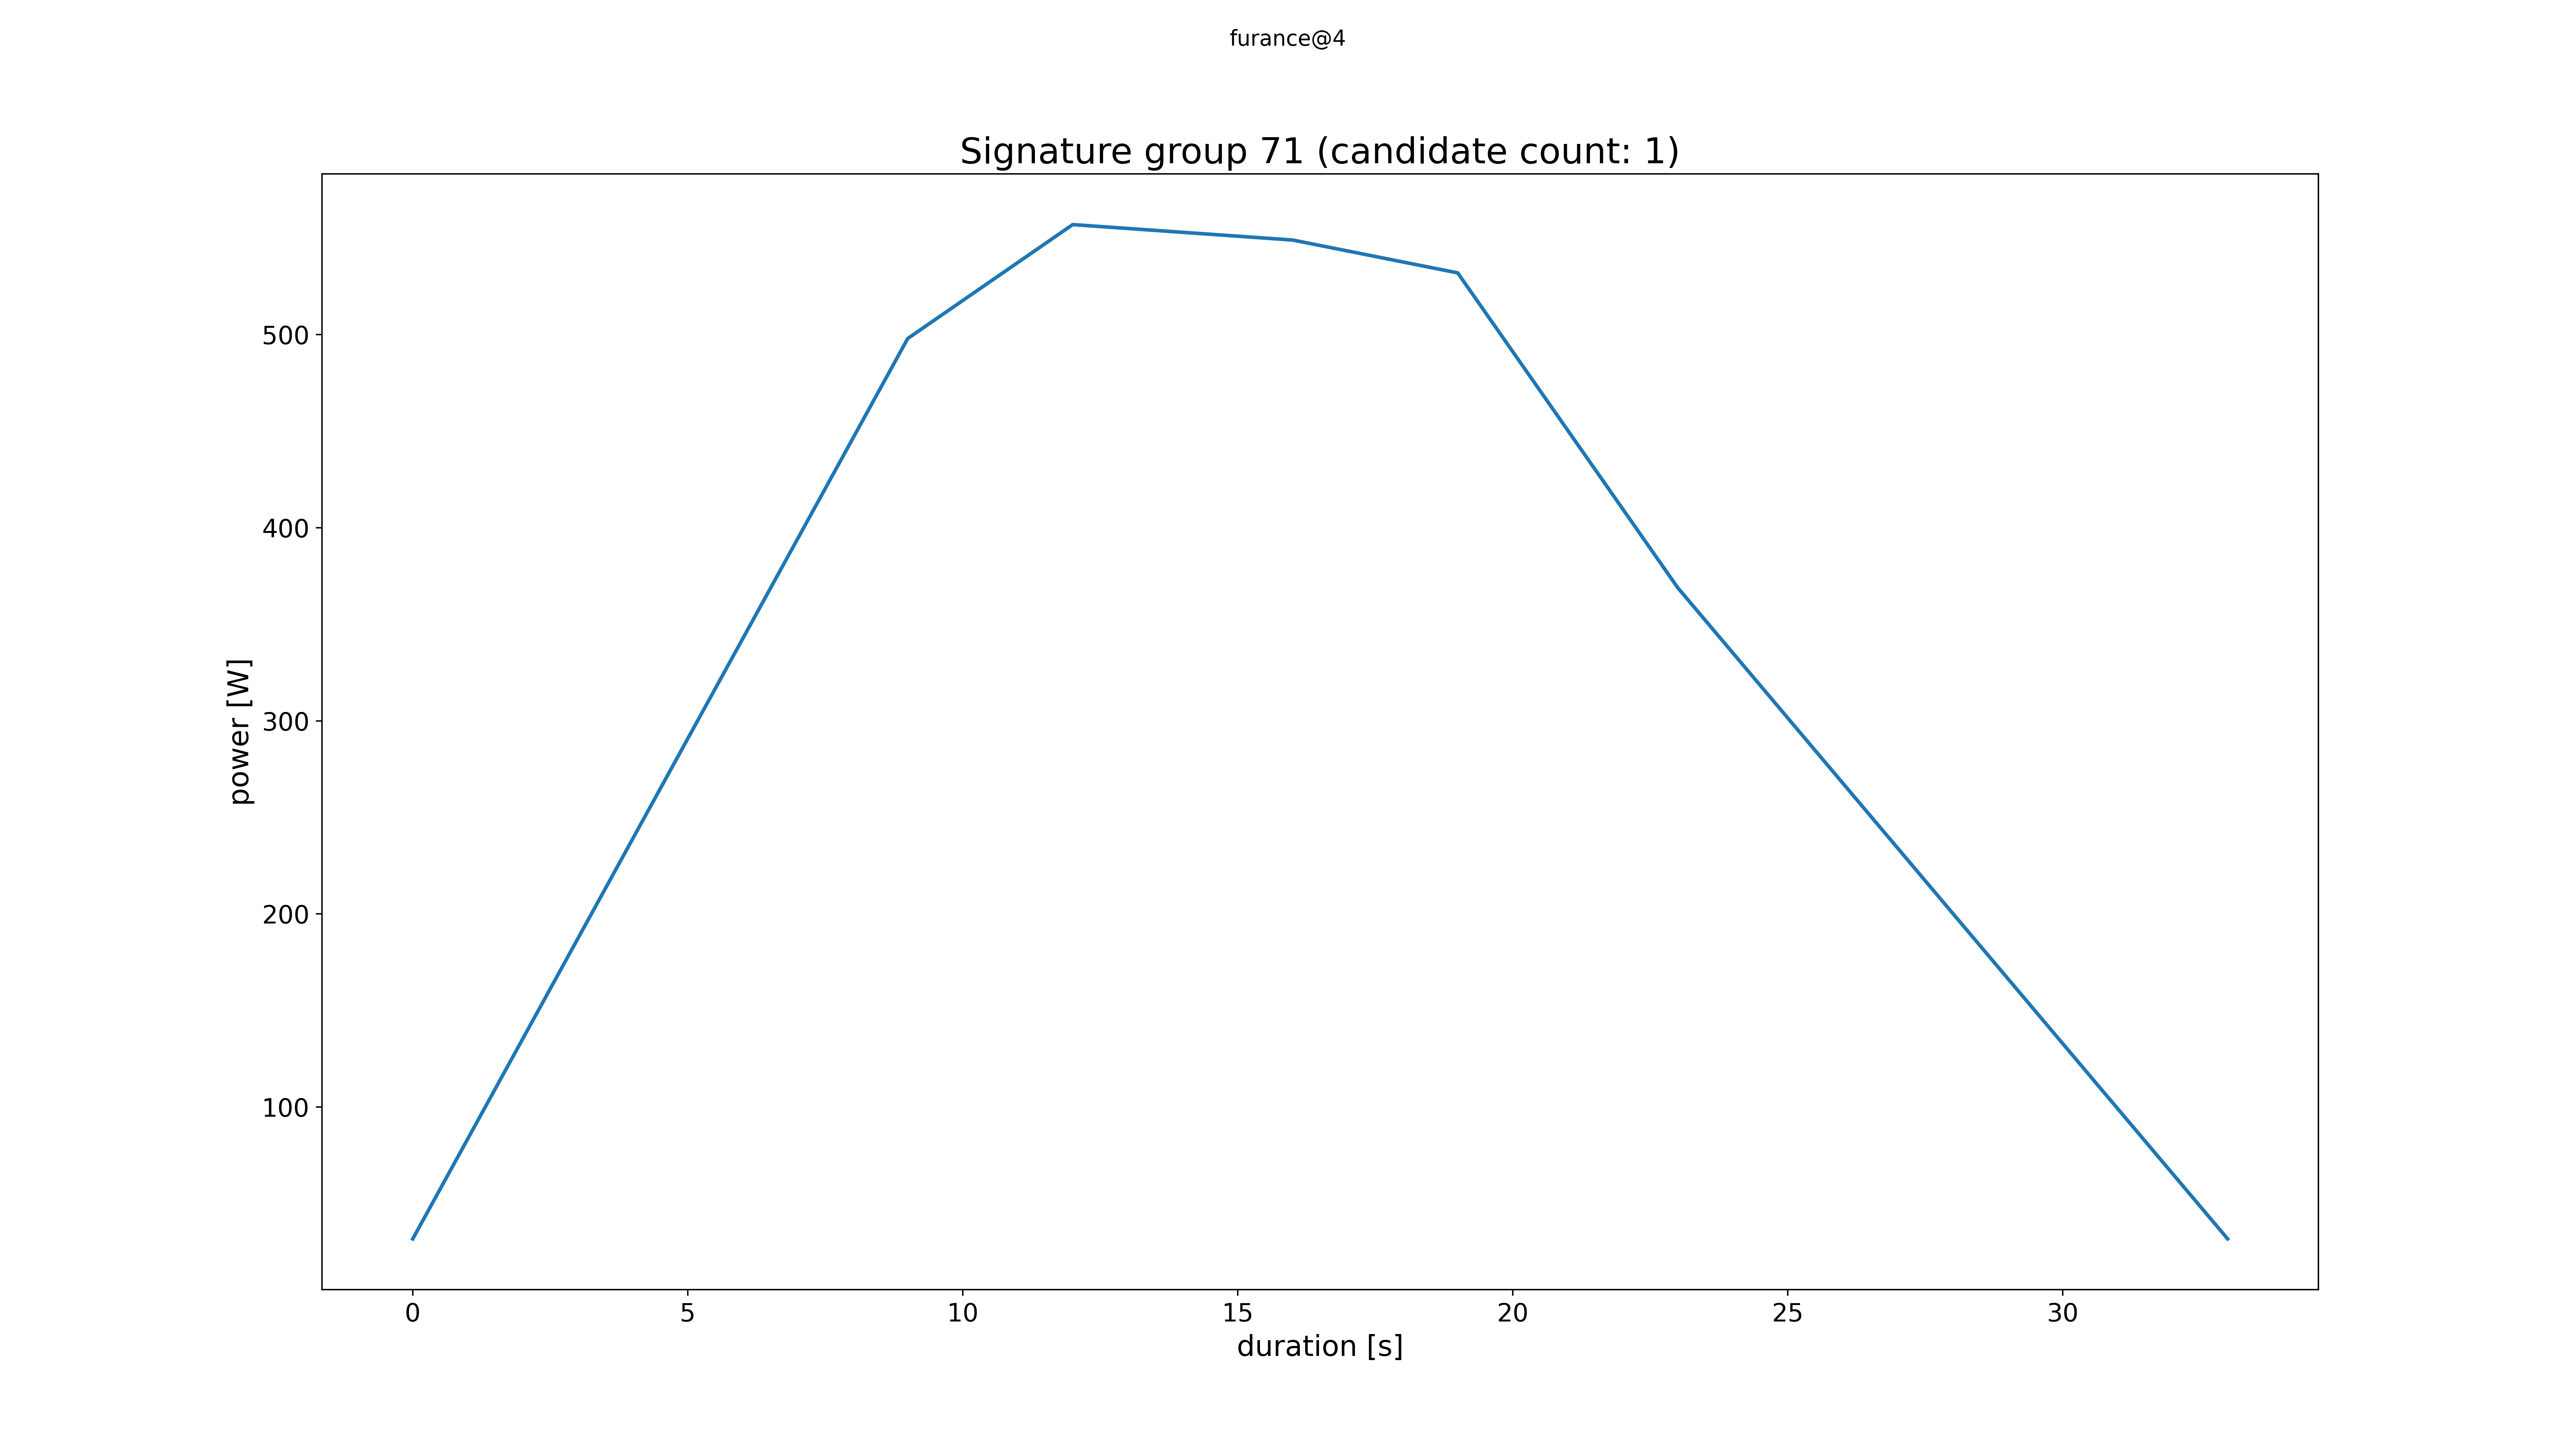 furance@4
Signature group 71 (candidate count: 1)
500
400
300
200
100
power [W]
0 5 10 15 20 25 30
duration [s]